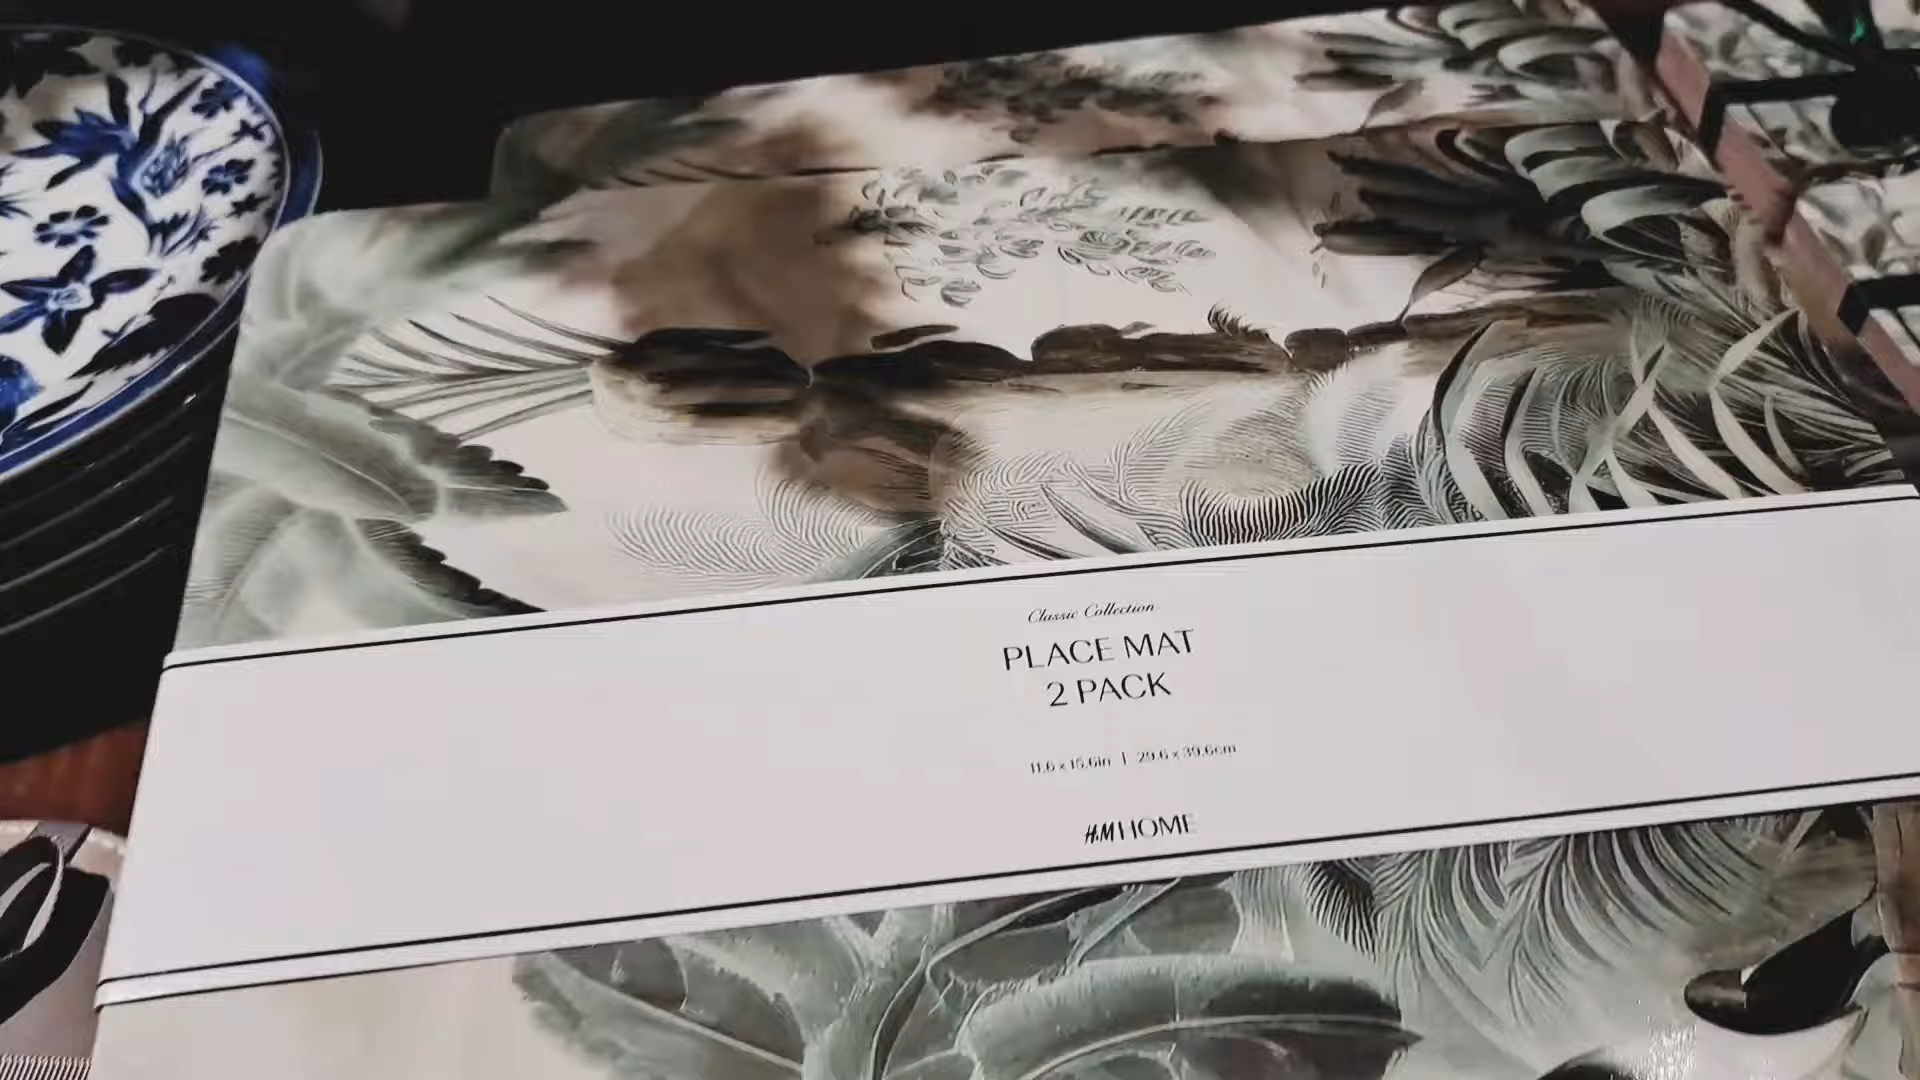 Classic Collection
PLACE MAT
2 PACK
11.6 x 15.6in | 29.6 x 39.6cm
H&M HOME